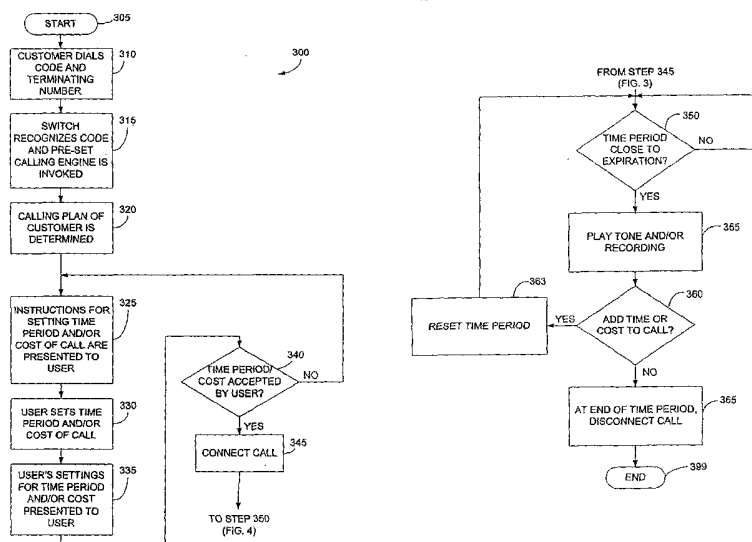 START
305
CUSTOMER DIALS
CODE AND
TERMINATING
NUMBER
310
300
SWITCH
RECOGNIZES CODE
AND PRE-SET
CALLING ENGINE IS
INVOKED
315
CALLING PLAN OF
CUSTOMER IS
DETERMINED
320
INSTRUCTIONS FOR
SETTING TIME
PERIOD AND/OR
COST OF CALL ARE
PRESENTED TO
USER
325
USER SETS TIME
PERIOD AND/OR
COST OF CALL
330
USER'S SETTINGS
FOR TIME PERIOD
AND/OR COST
PRESENTED TO
USER
335
TIME PERIOD/
COST ACCEPTED
BY USER?
340
NO
YES
CONNECT CALL
345
TO STEP 350
(FIG. 4)
FROM STEP 345
(FIG. 3)
TIME PERIOD
CLOSE TO
EXPIRATION?
350
NO
YES
PLAY TONE AND/OR
RECORDING
355
ADD TIME OR
COST TO CALL?
360
YES
RESET TIME PERIOD
363
NO
AT END OF TIME PERIOD,
DISCONNECT CALL
365
END
399